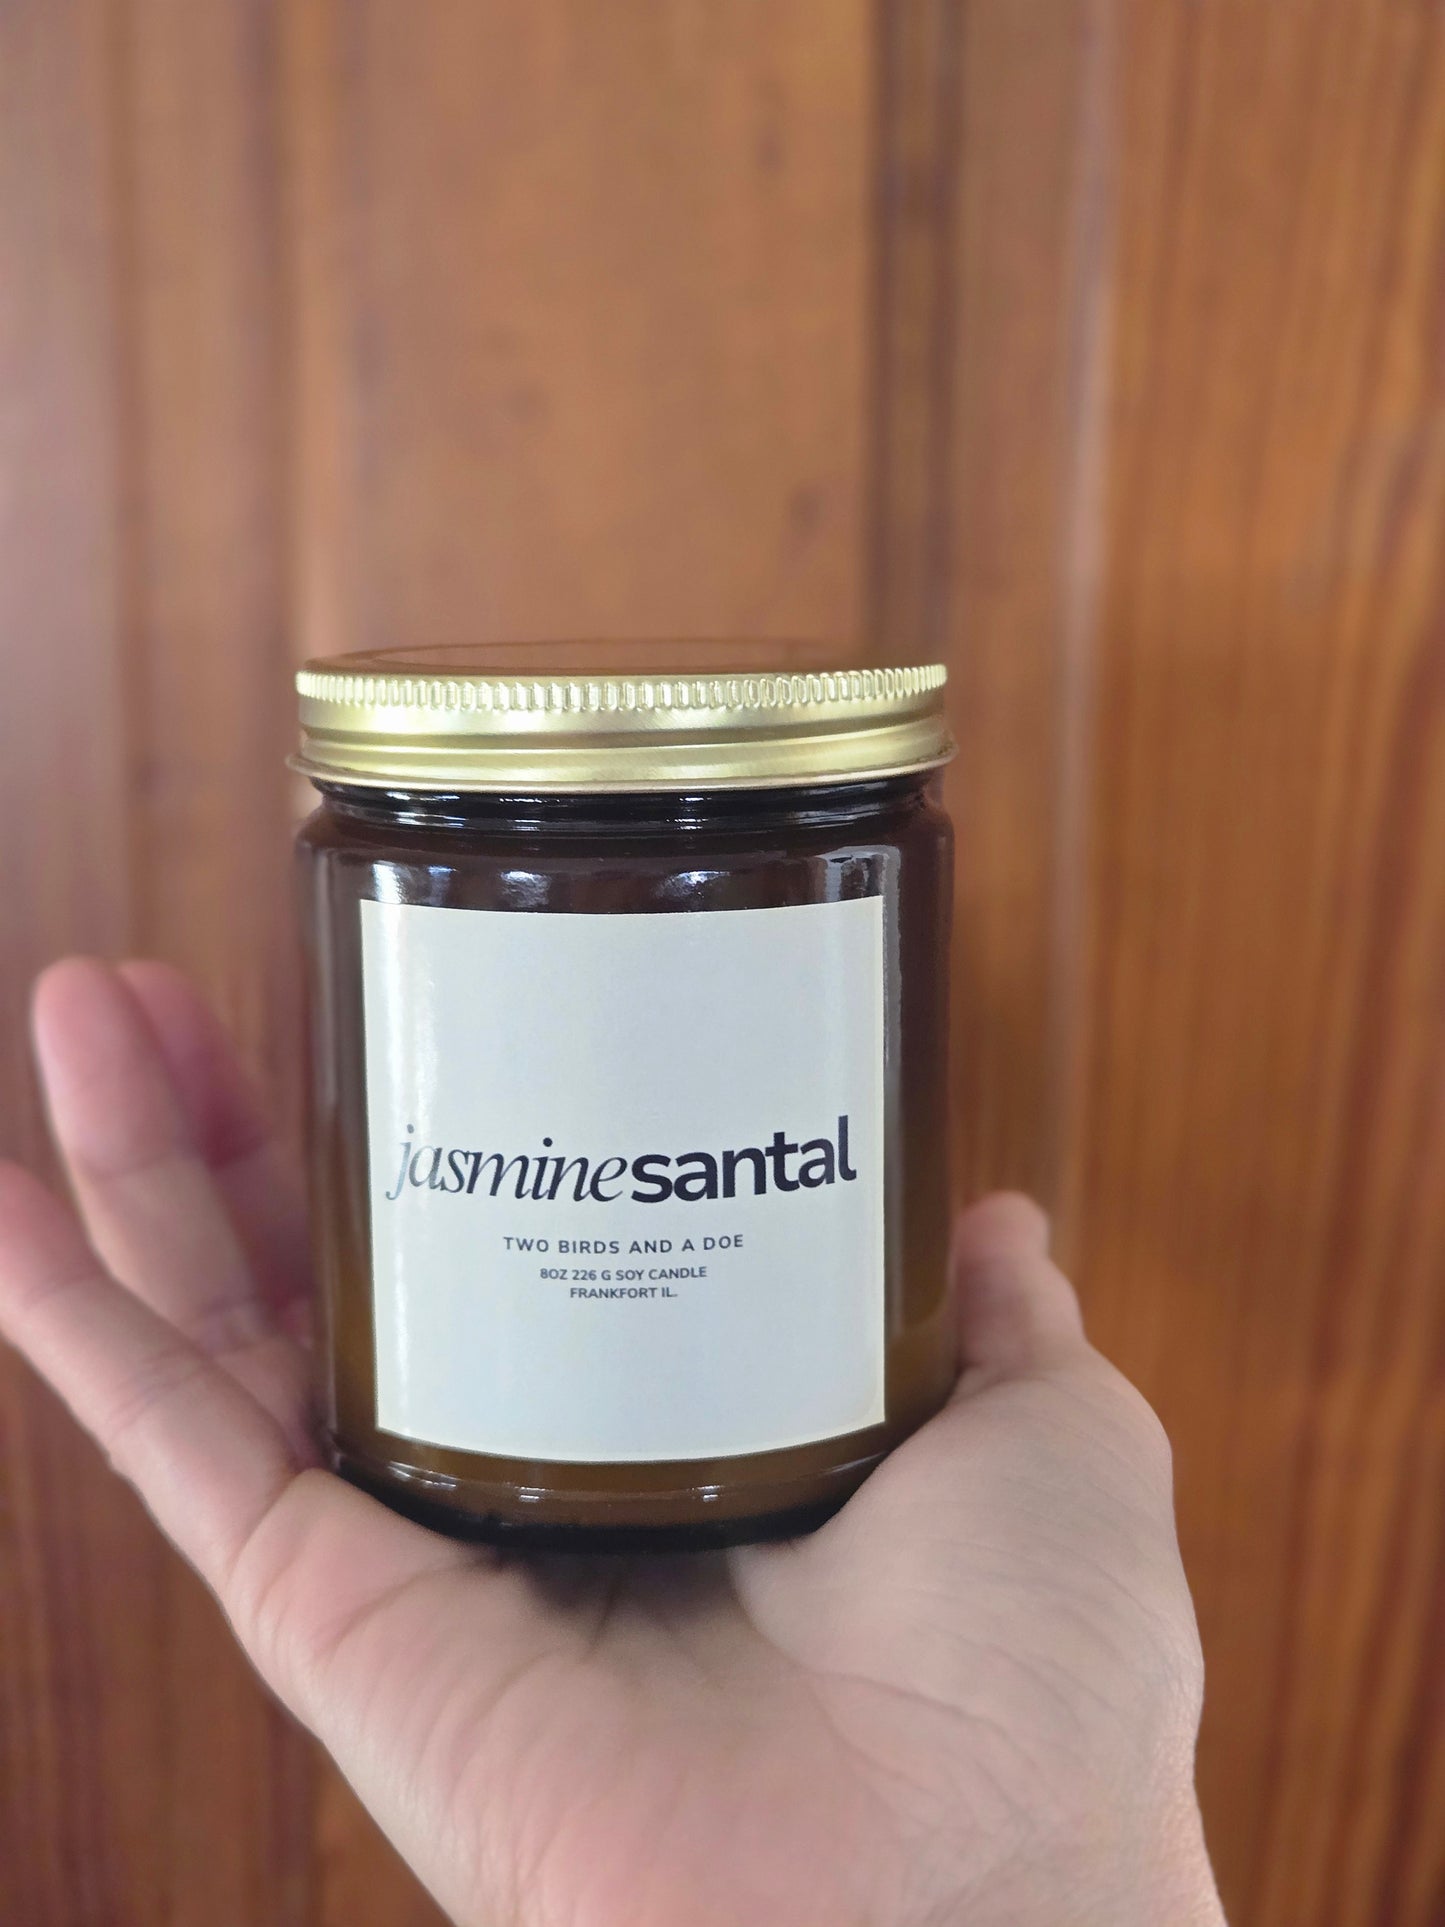 jasminesantal
TWO BIRDS AND A DOE
8OZ 226 G SOY CANDLE
FRANKFORT IL.